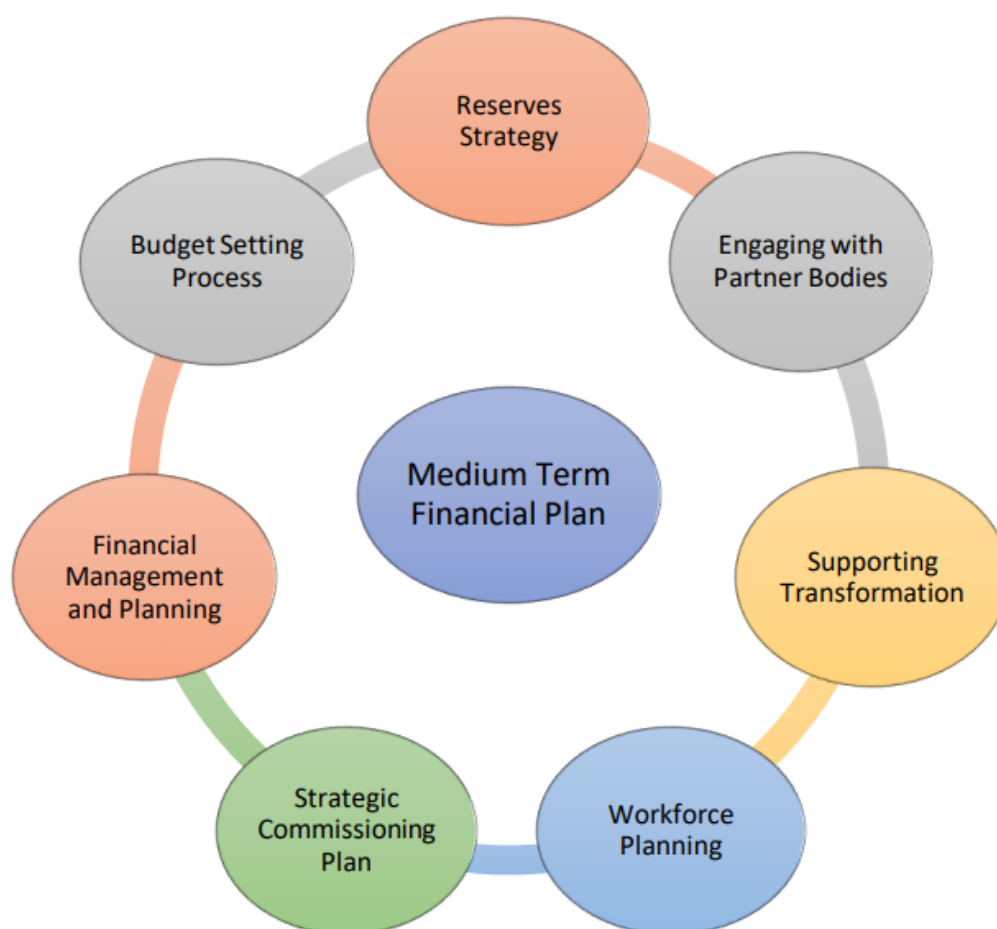 Reserves
Strategy
Engaging with
Partner Bodies
Supporting
Transformation
Workforce
Planning
Strategic
Commissioning
Plan
Financial
Management
and Planning
Budget Setting
Process
Medium Term
Financial Plan